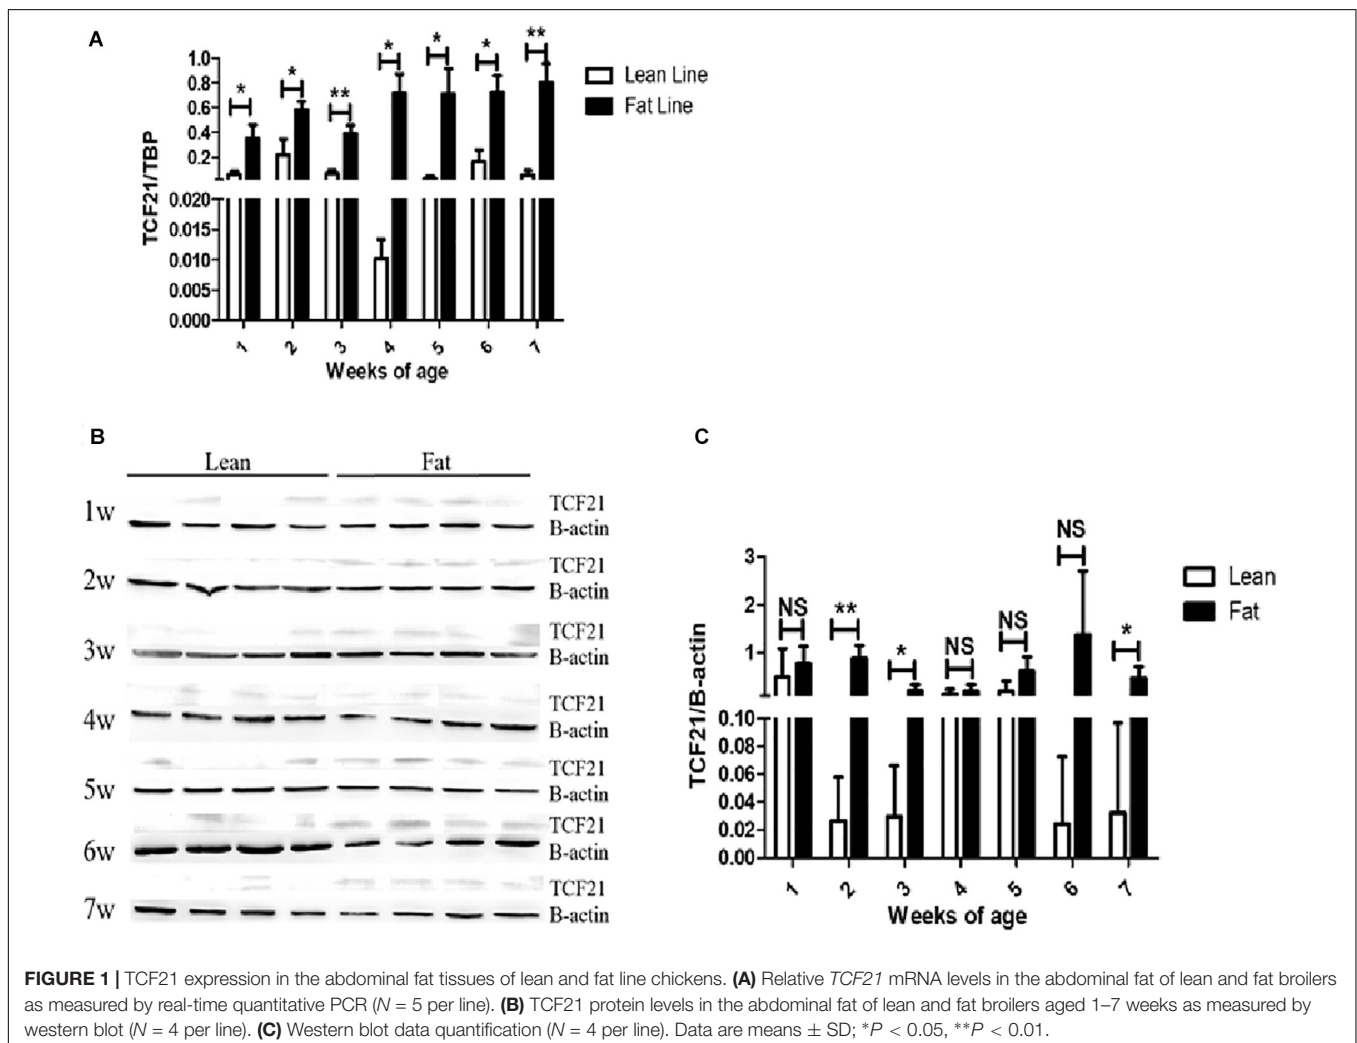 A
TCF21/TBP
1.0
0.8
0.6
0.4
0.2
0.020
0.015
0.010
0.005
0.000
* * ** * * * **
Lean Line
Fat Line
1 2 3 4 5 6 7
Weeks of age
B
Lean Fat
1w TCF21
B-actin
2w TCF21
B-actin
3w TCF21
B-actin
4w TCF21
B-actin
5w TCF21
B-actin
6w TCF21
B-actin
7w TCF21
B-actin
C
TCF21/B-actin
3
2
1
0.10
0.08
0.06
0.04
0.02
0.00
NS ** * NS NS NS *
Lean
Fat
1 2 3 4 5 6 7
Weeks of age
FIGURE 1 | TCF21 expression in the abdominal fat tissues of lean and fat line chickens. (A) Relative TCF21 mRNA levels in the abdominal fat of lean and fat broilers
as measured by real-time quantitative PCR (N = 5 per line). (B) TCF21 protein levels in the abdominal fat of lean and fat broilers aged 1–7 weeks as measured by
western blot (N = 4 per line). (C) Western blot data quantification (N = 4 per line). Data are means ± SD; *P < 0.05, **P < 0.01.